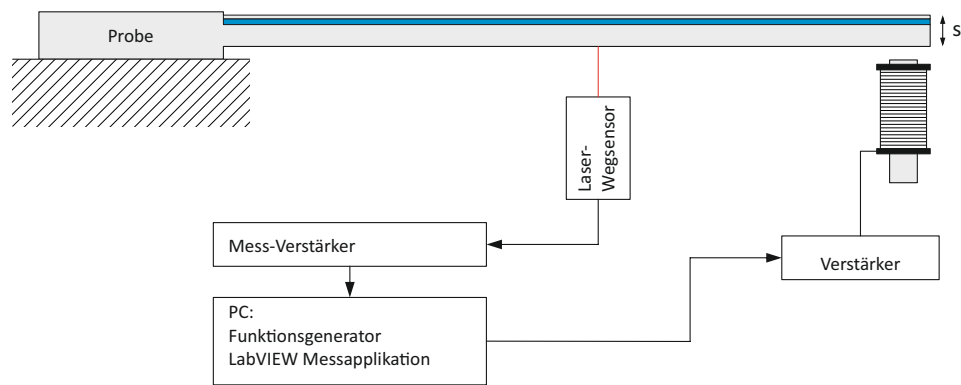 Probe
s
Laser-
Wegsensor
Mess-Verstärker
Verstärker
PC:
Funktionsgenerator
LabVIEW Messapplikation